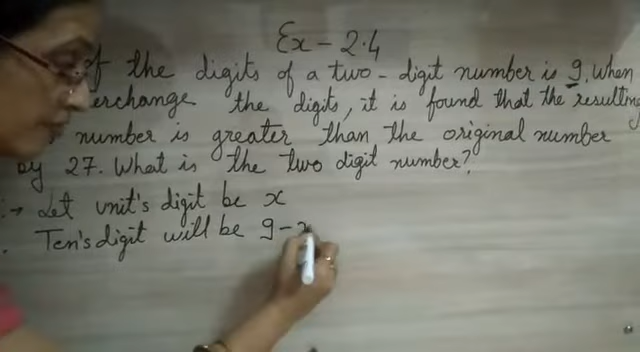 Ex - 2.4
of the digits of a two-digit number is 9. When
erchange the digits, it is found that the resulting
number is greater than the original number
by 27. What is the two digit number?
:→ Let unit's digit be x
. Ten's digit will be 9-x